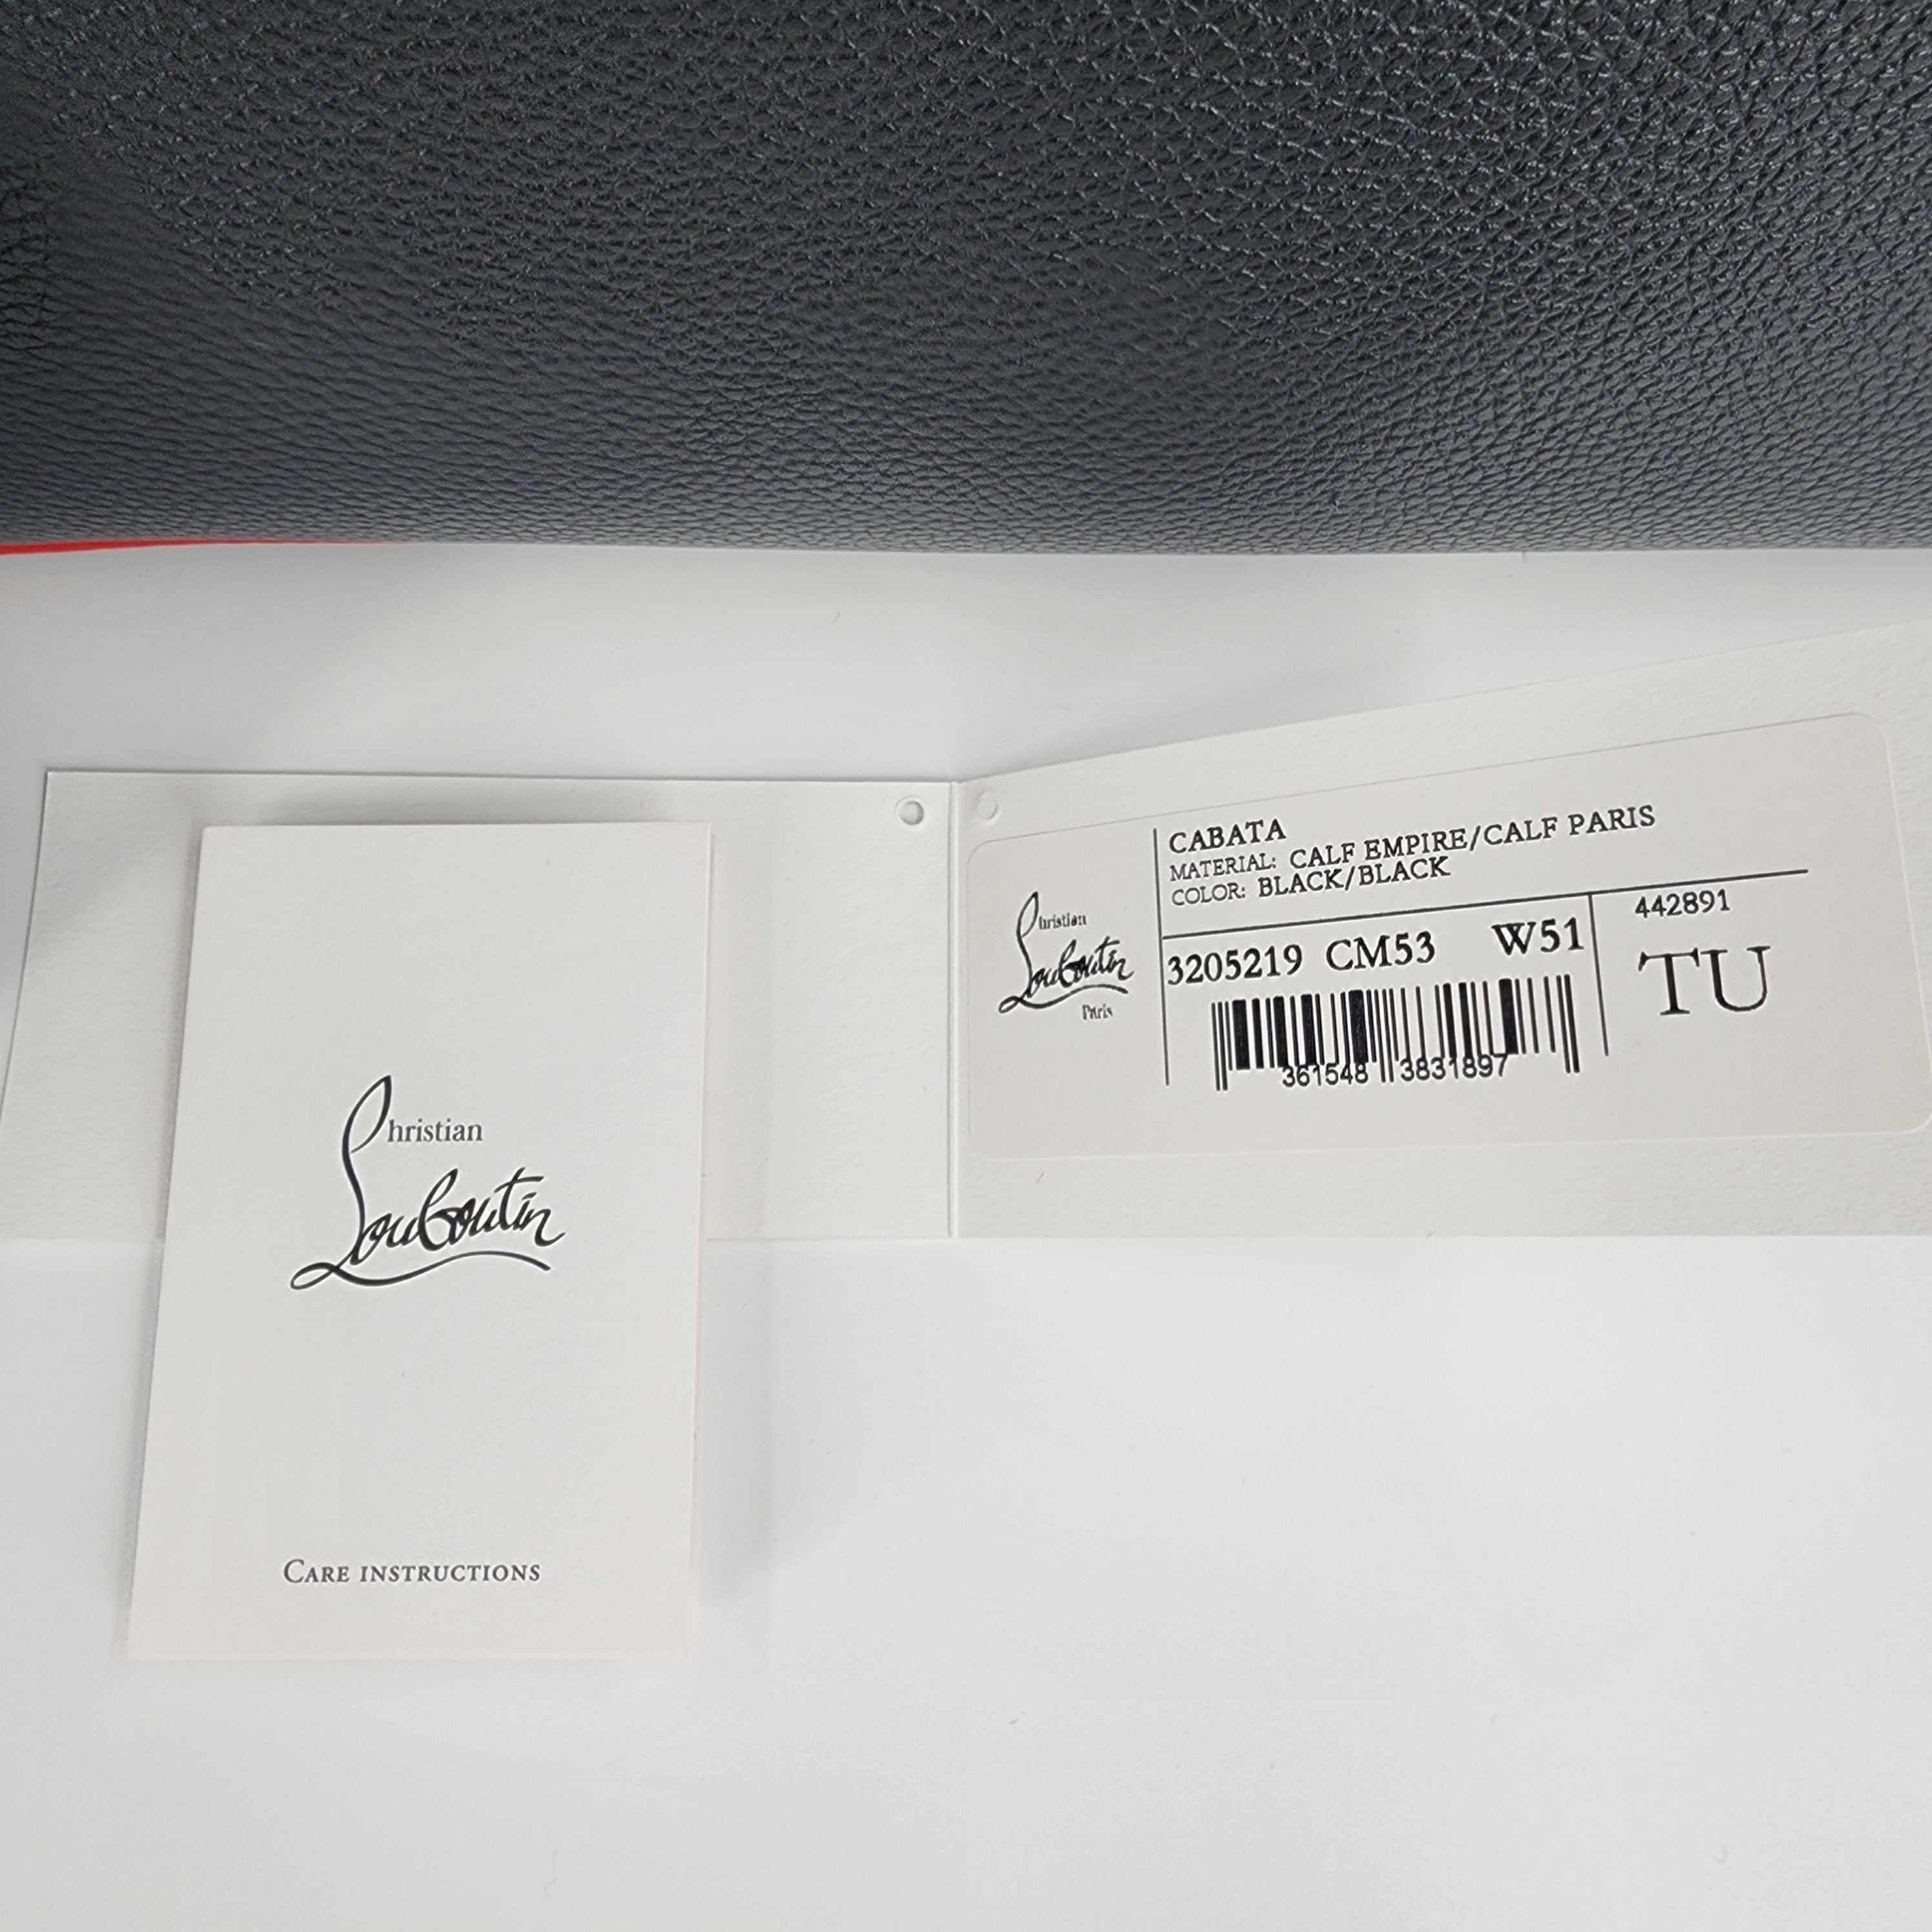 Christian
Louboutin
CARE INSTRUCTIONS
Christian
Louboutin
Paris
CABATA
MATERIAL: CALF EMPIRE/CALF PARIS
COLOR: BLACK/BLACK
3205219 CM53 W51
361548 3831897
442891
TU